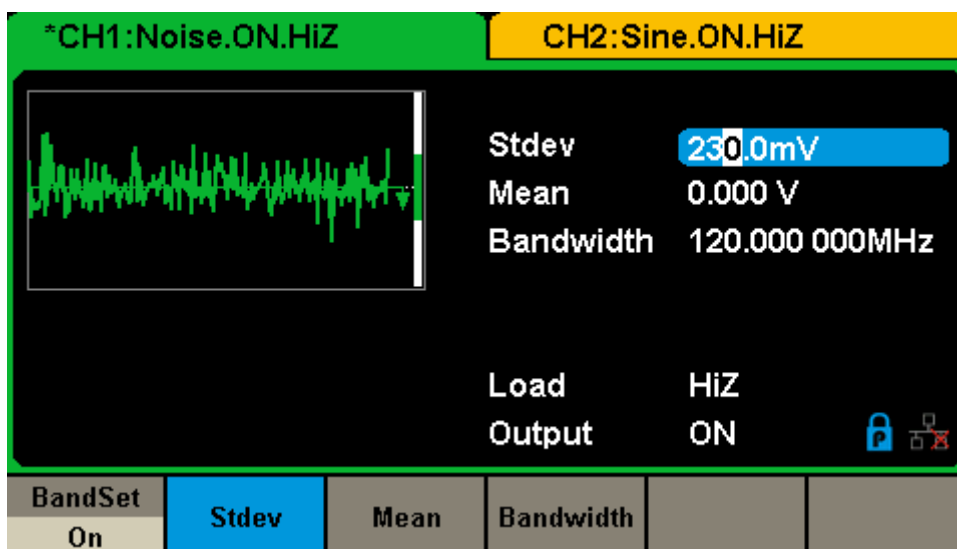 *CH1:Noise.ON.HiZ CH2:Sine.ON.HiZ
Stdev 230.0mV
Mean 0.000 V
Bandwidth 120.000 000MHz
Load HiZ
Output ON P
BandSet
On
Stdev Mean Bandwidth